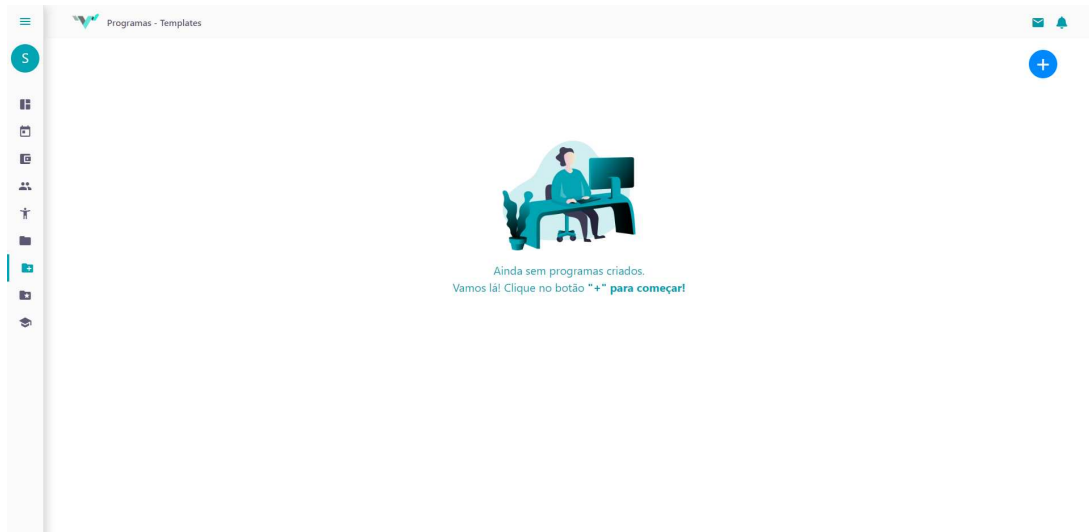 Programas - Templates
S
Ainda sem programas criados.
Vamos lá! Clique no botão "+" para começar!